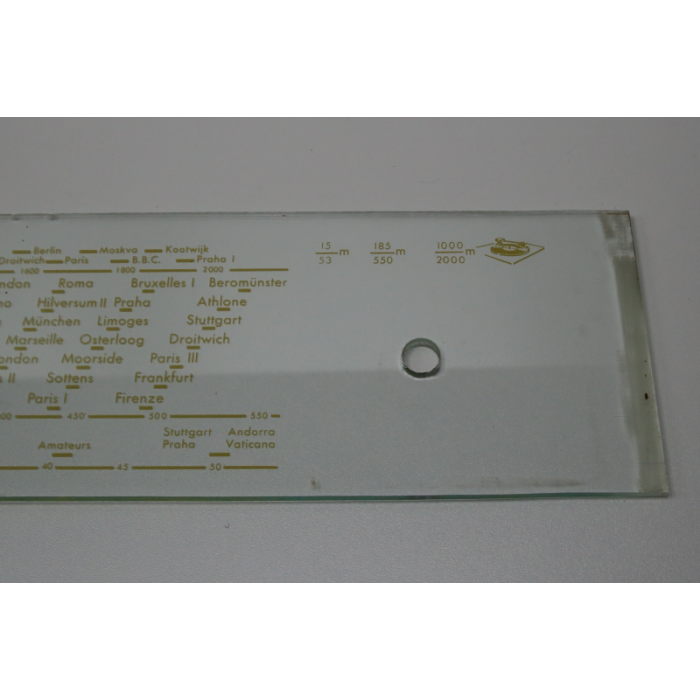 Berlin Moskva Kootwijk
Droitwich Paris B.B.C. Praha I
1600 1800 2000
Roma Bruxelles I Beromünster
Hilversum II Praha Athlone
München Limoges Stuttgart
Marseille Osterloog Droitwich
Moorside Paris III
II Sottens Frankfurt
Paris I Firenze
450 500 550
Stuttgart Andorra
Amateurs Praha Vaticano
40 45 50
15 185 1000
m m m
53 550 2000